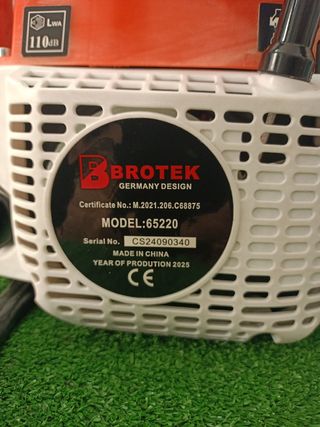 LWA
110dB
BROTEK
GERMANY DESIGN
Certificate No.: M.2021.206.C68875
MODEL:65220
Serial No. CS24090340
MADE IN CHINA
YEAR OF PRODUTION 2025
CE